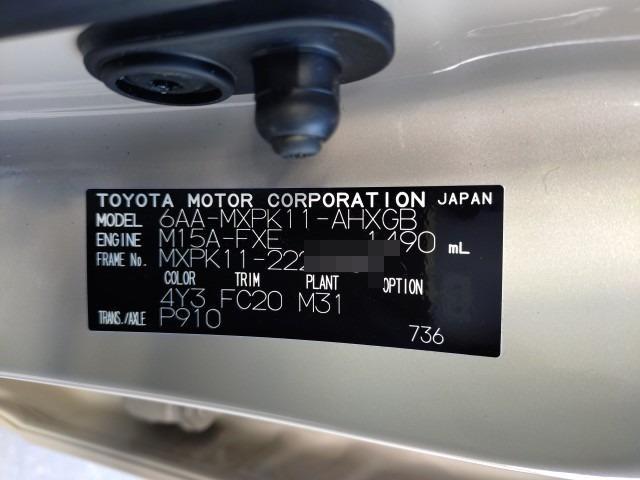 TOYOTA MOTOR CORPORATION JAPAN
MODEL 6AA-MXPK11-AHXGB
ENGINE M15A-FXE 1490 mL
FRAME No. MXPK11-222
COLOR TRIM PLANT OPTION
4Y3 FC20 M31
TRANS./AXLE P910
736